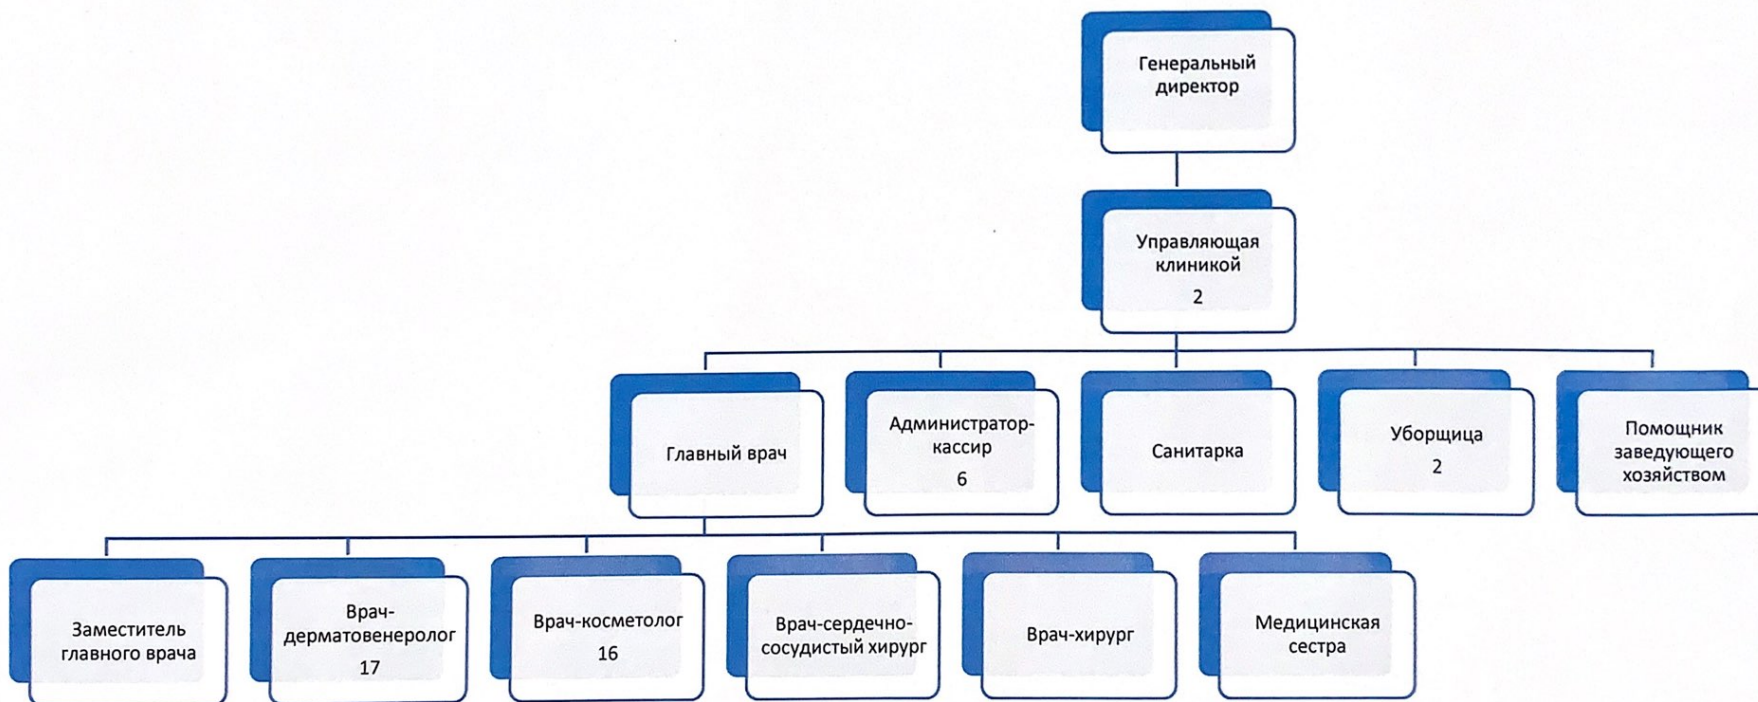 Генеральный
директор
Управляющая
клиникой
2
Главный врач
Администратор-
кассир
6
Санитарка
Уборщица
2
Помощник
заведующего
хозяйством
Заместитель
главного врача
Врач-
дерматовенеролог
17
Врач-косметолог
16
Врач-сердечно-
сосудистый хирург
Врач-хирург
Медицинская
сестра